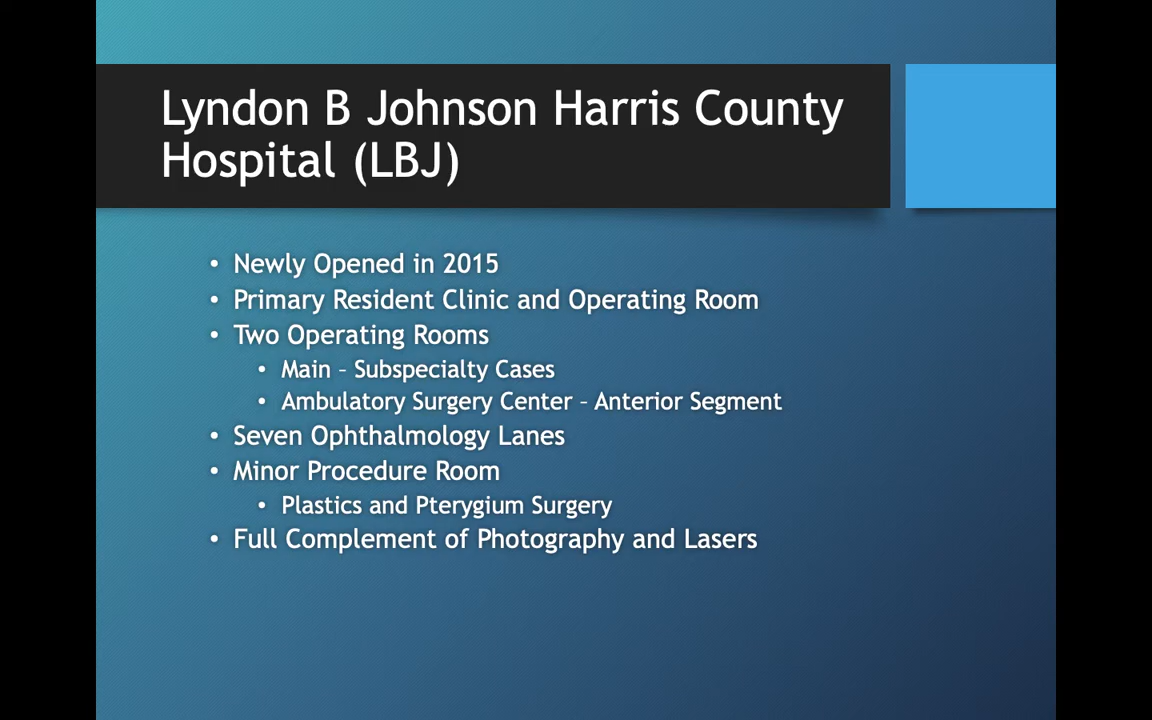 Lyndon B Johnson Harris County
Hospital (LBJ)
• Newly Opened in 2015
• Primary Resident Clinic and Operating Room
• Two Operating Rooms
• Main – Subspecialty Cases
• Ambulatory Surgery Center – Anterior Segment
• Seven Ophthalmology Lanes
• Minor Procedure Room
• Plastics and Pterygium Surgery
• Full Complement of Photography and Lasers